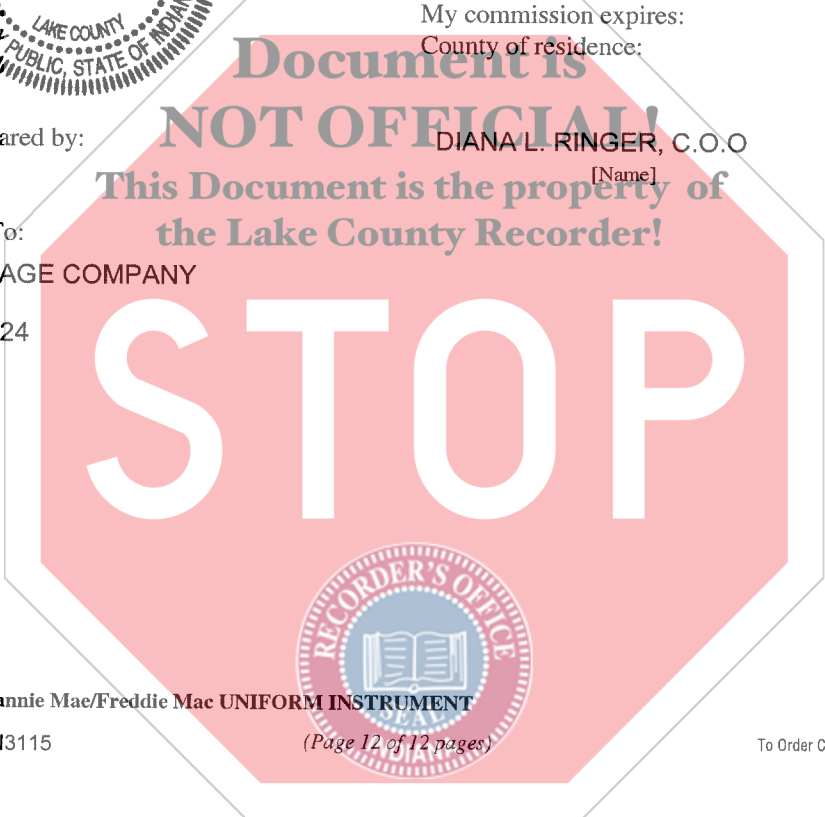 LAKE COUNTY
PUBLIC, STATE OF INDIAN
My commission expires:
County of residence:
Document is
NOT OFFICIAL!
ared by:
DIANA L. RINGER, C.O.O
[Name]
This Document is the property of
the Lake County Recorder!
o:
AGE COMPANY
24
STOP
RECORDER'S OFFICE
SEAL
INDIANA
annie Mae/Freddie Mac UNIFORM INSTRUMENT
3115
(Page 12 of 12 pages)
To Order C